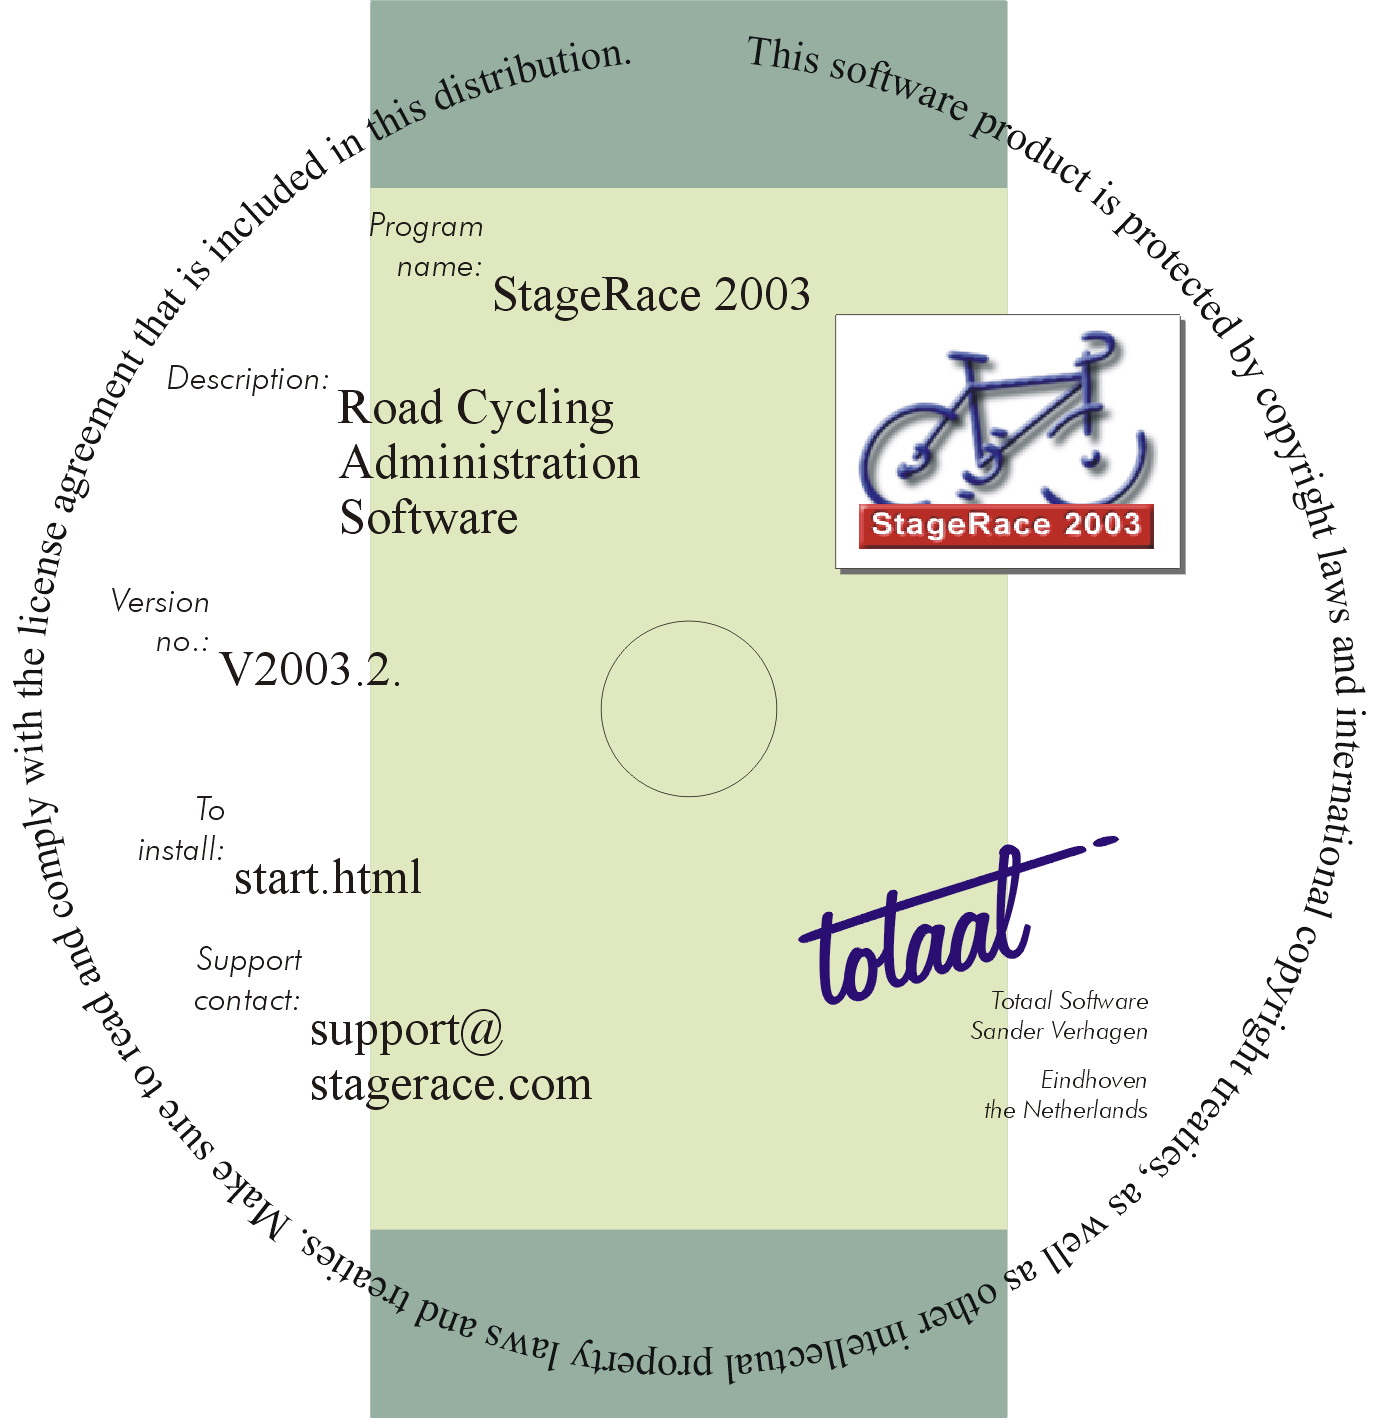 This software product is protected by copyright laws and international copyright treaties, as well as other intellectual property laws and treaties. Make sure to read and comply with the license agreement that is included in this distribution.
Program
name:
StageRace 2003
Description:
Road Cycling
Administration
Software
StageRace 2003
Version
no.:
V2003.2.
To
install:
start.html
Support
contact:
support@
stagerace.com
totaal
Totaal Software
Sander Verhagen
Eindhoven
the Netherlands